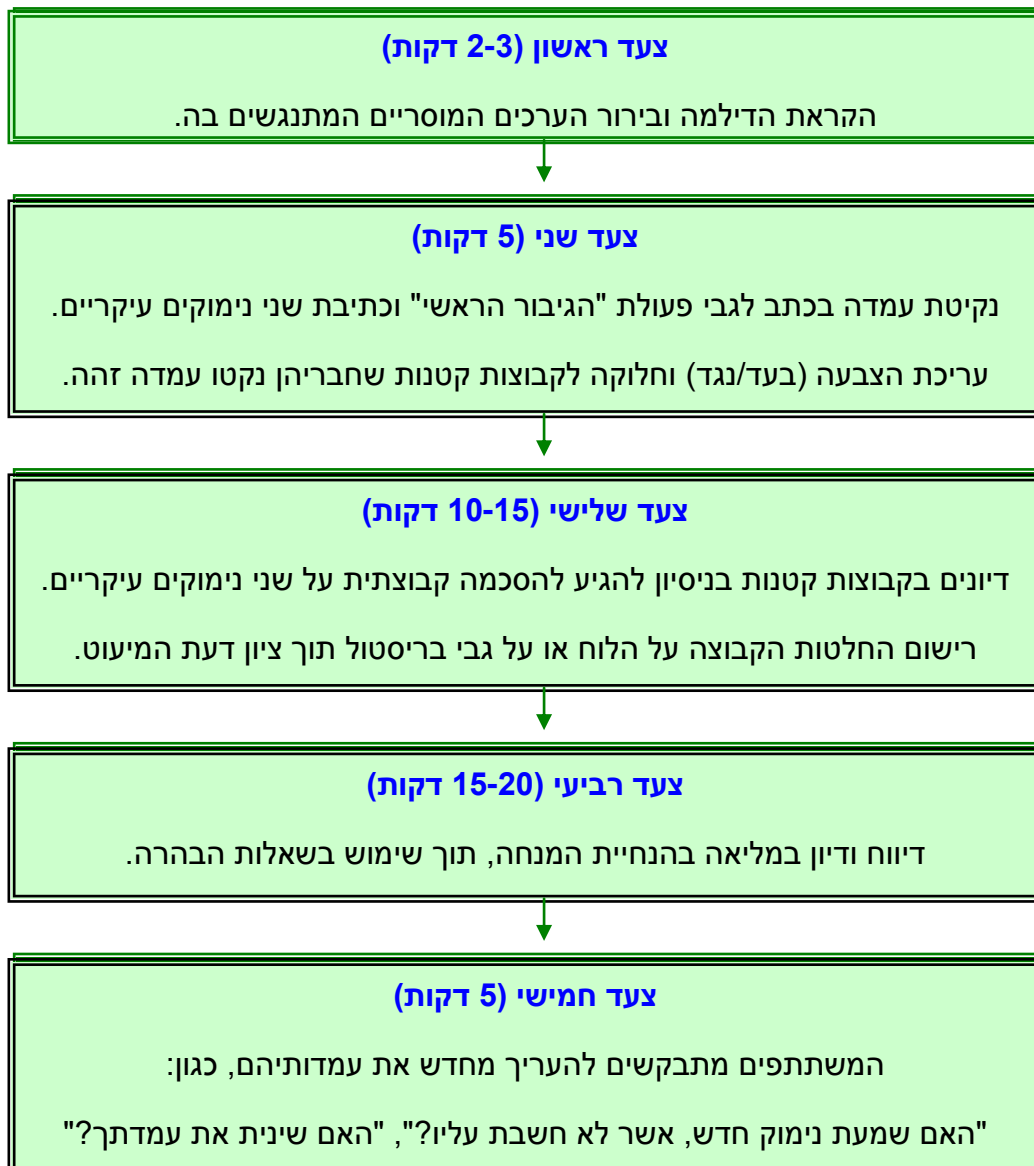 צעד ראשון (2-3 דקות)
הקראת הדילמה ובירור הערכים המוסריים המתנגשים בה.
צעד שני (5 דקות)
נקיטת עמדה בכתב לגבי פעולת "הגיבור הראשי" וכתיבת שני נימוקים עיקריים.
עריכת הצבעה (בעד/נגד) וחלוקה לקבוצות קטנות שחבריהן נקטו עמדה זהה.
צעד שלישי (10-15 דקות)
דיונים בקבוצות קטנות בניסיון להגיע להסכמה קבוצתית על שני נימוקים עיקריים.
רישום החלטות הקבוצה על הלוח או על גבי בריסטול תוך ציון דעת המיעוט.
צעד רביעי (15-20 דקות)
דיווח ודיון במליאה בהנחיית המנחה, תוך שימוש בשאלות הבהרה.
צעד חמישי (5 דקות)
המשתתפים מתבקשים להעריך מחדש את עמדותיהם, כגון:
"האם שמעת נימוק חדש, אשר לא חשבת עליו?", "האם שינית את עמדתך?"